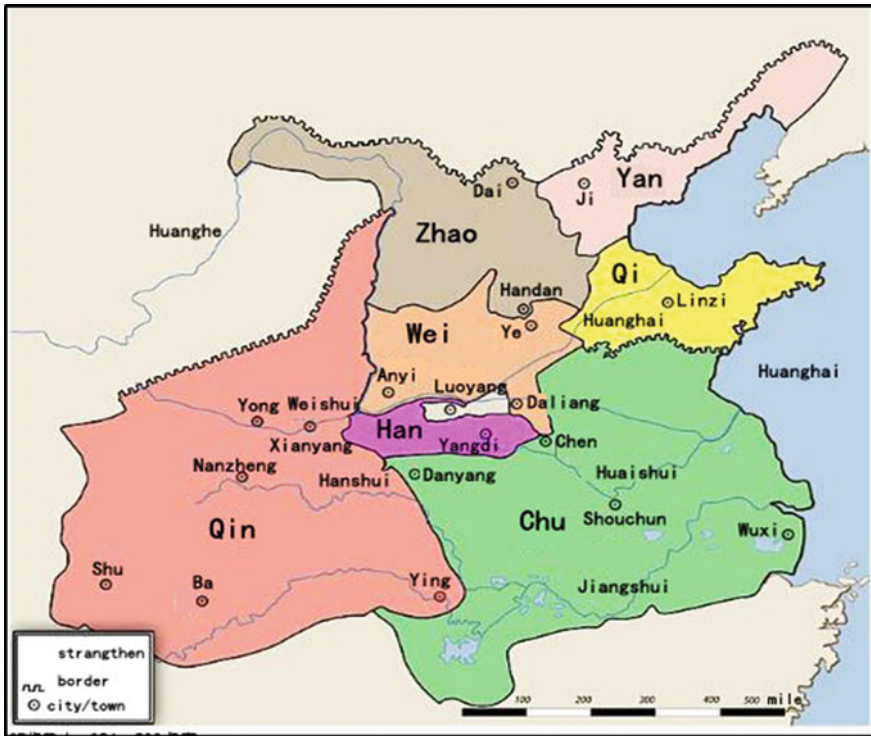 Yan
Dai
Ji
Zhao
Huanghe
Qi
Handan
Linzi
Huanghai
Wei
Ye
Huanghai
Anyi
Luoyang
Daliang
Yong
Weishui
Han
Yangdi
Chen
Xianyang
Nanzheng
Hanshui
Danyang
Huaishui
Qin
Chu
Shouchun
Wuxi
Shu
Ba
Ying
Jiangshui
strangthen
border
city/town
0 100 200 300 400 500 mile